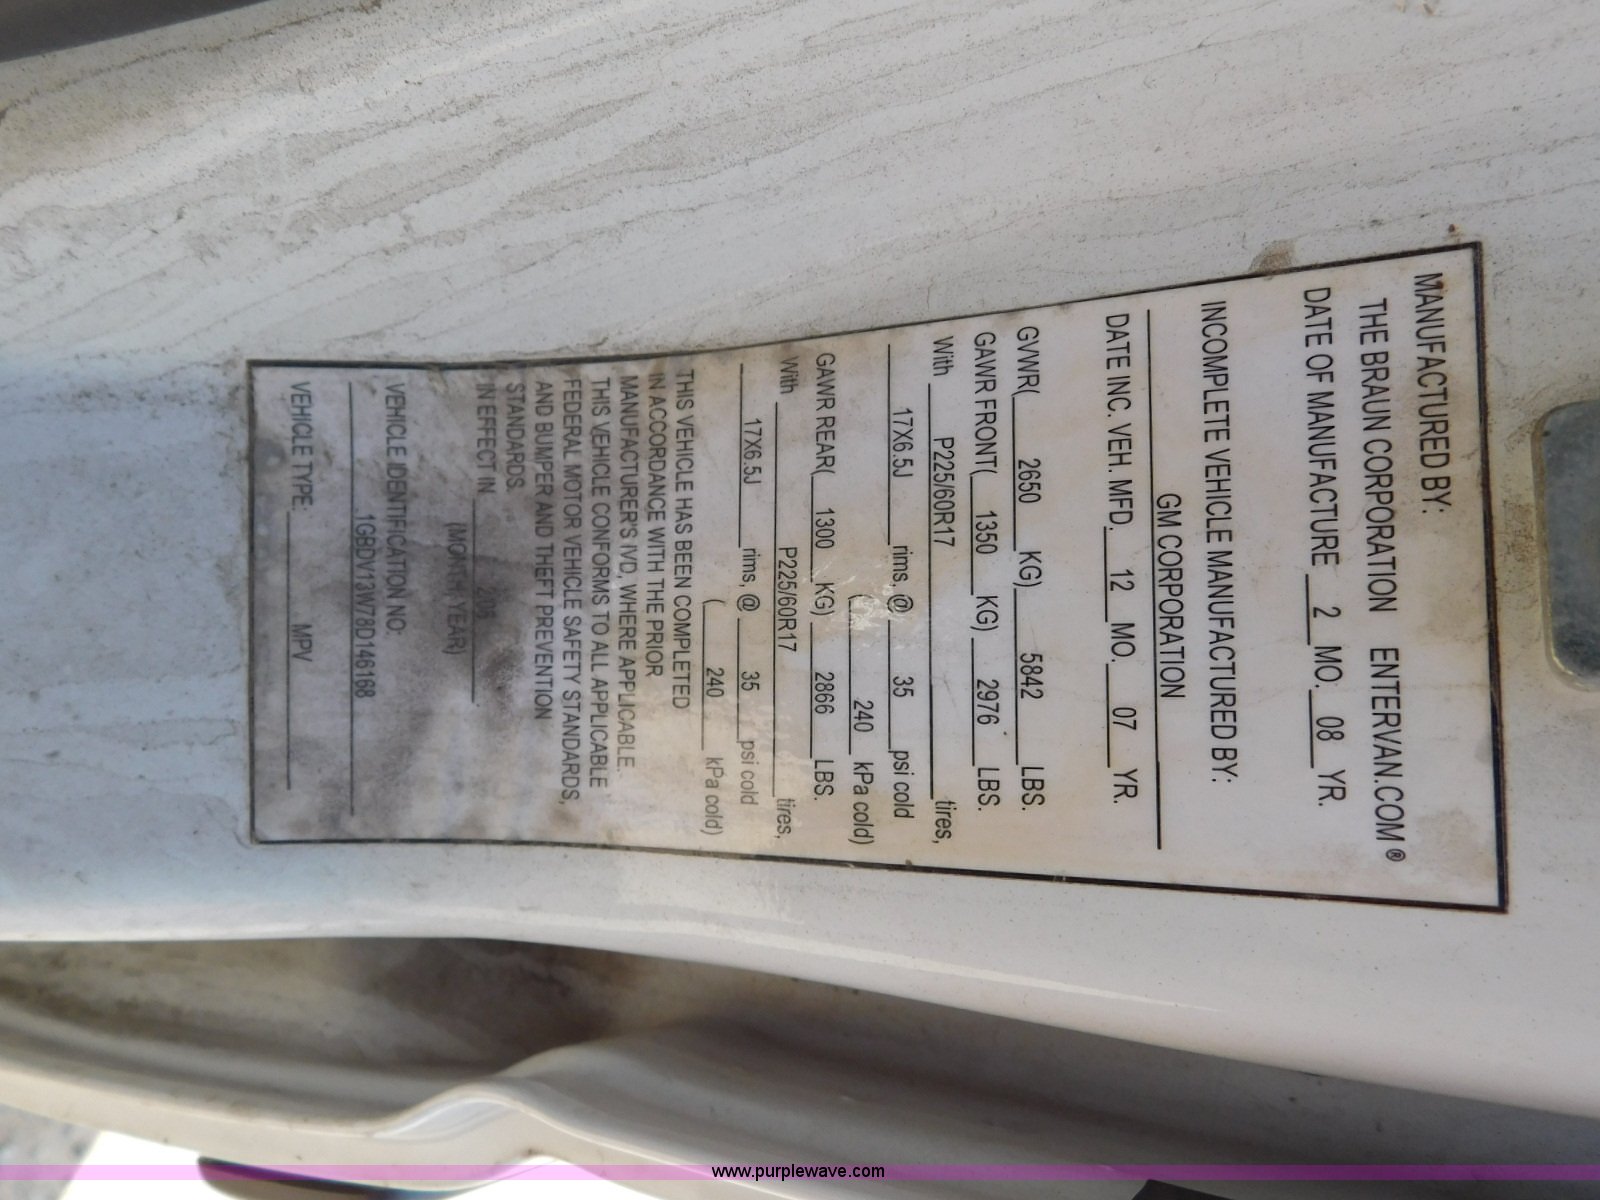 MANUFACTURED BY:
THE BRAUN CORPORATION ENTERVAN.COM®
DATE OF MANUFACTURE 2 MO. 08 YR.
INCOMPLETE VEHICLE MANUFACTURED BY:
GM CORPORATION
DATE INC. VEH. MFD. 12 MO. 07 YR.
GVWR( 2650 KG) 5842 LBS.
GAWR FRONT( 1350 KG) 2976 LBS.
With P225/60R17 tires,
17X6.5J rims, @ 35 psi cold
( 240 kPa cold)
GAWR REAR( 1300 KG) 2866 LBS.
With P225/60R17 tires,
17X6.5J rims, @ 35 psi cold
( 240 kPa cold)
THIS VEHICLE HAS BEEN COMPLETED
IN ACCORDANCE WITH THE PRIOR
MANUFACTURER'S IVD, WHERE APPLICABLE.
THIS VEHICLE CONFORMS TO ALL APPLICABLE
FEDERAL MOTOR VEHICLE SAFETY STANDARDS,
AND BUMPER AND THEFT PREVENTION
STANDARDS.
IN EFFECT IN
(MONTH, YEAR)
VEHICLE IDENTIFICATION NO:
1GBDV13W78D146168
VEHICLE TYPE: MPV
www.purplewave.com